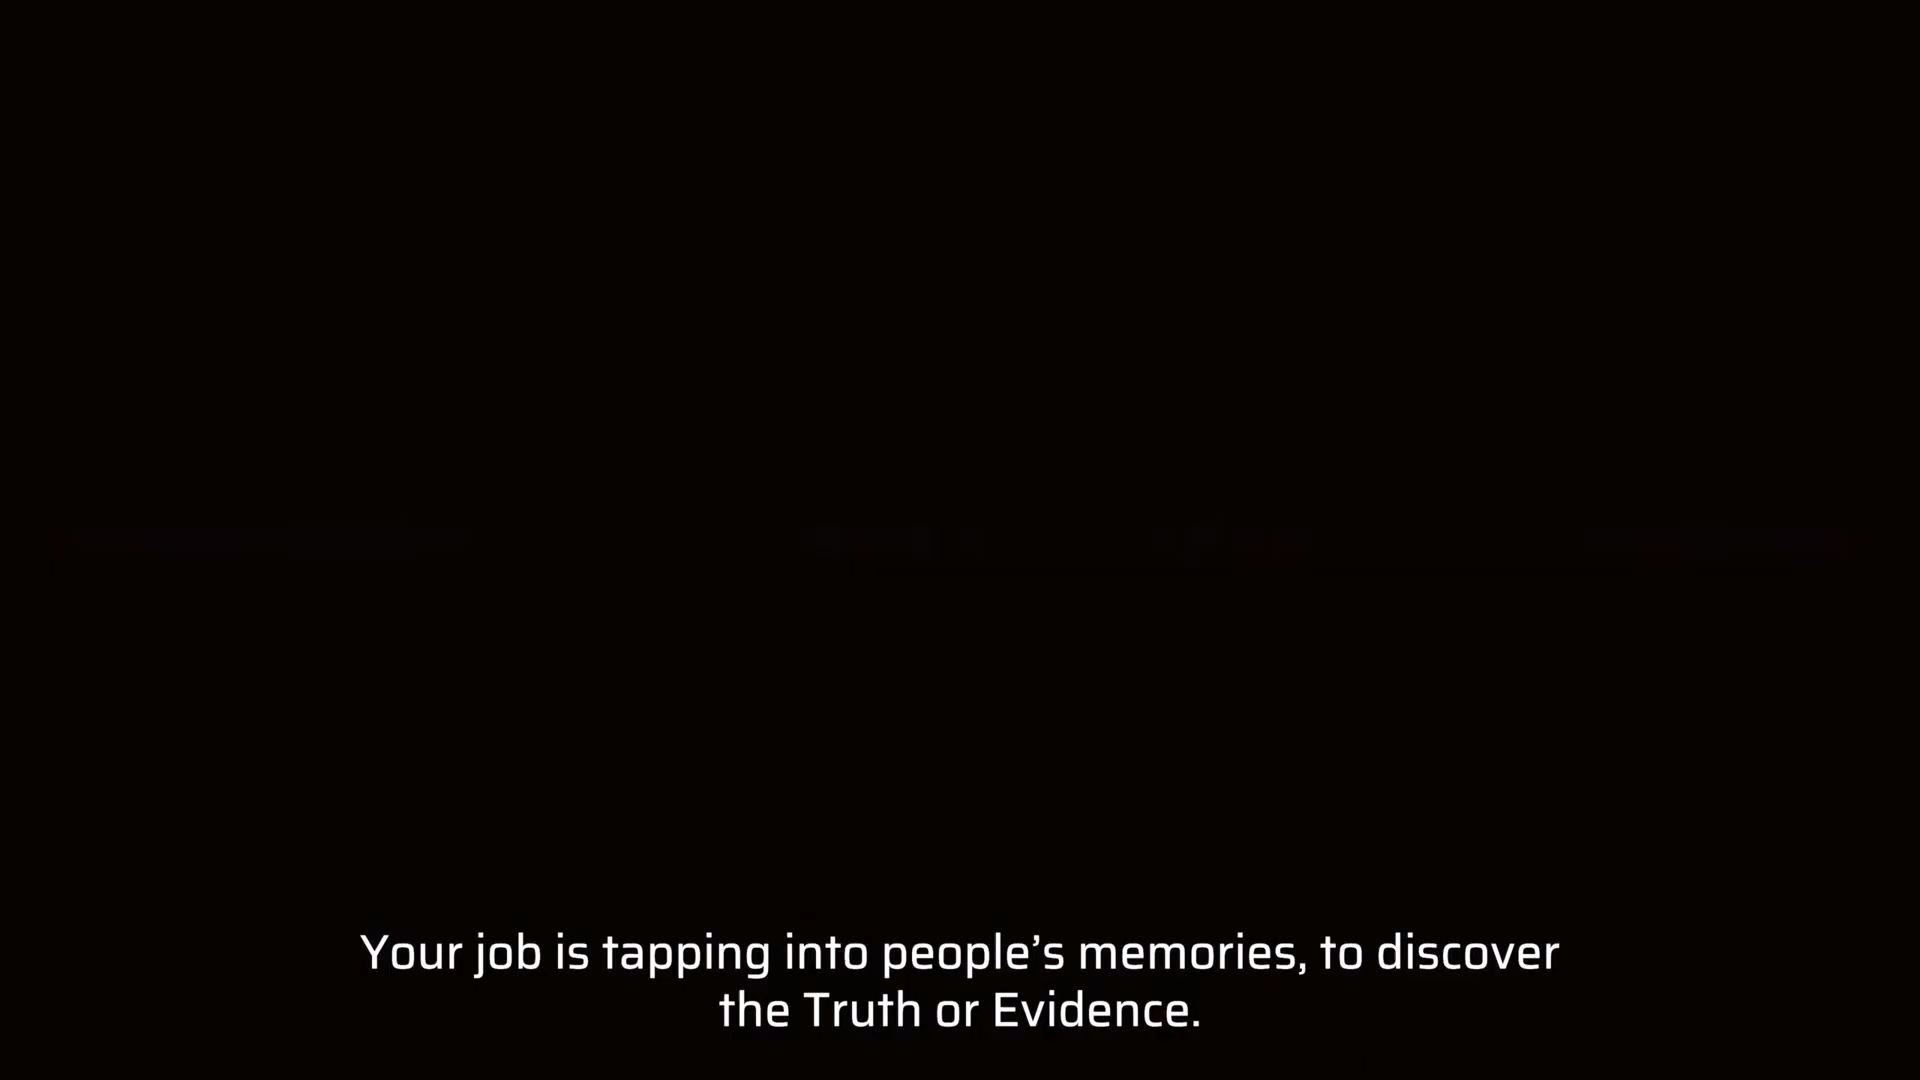 Your job is tapping into people’s memories, to discover
the Truth or Evidence.